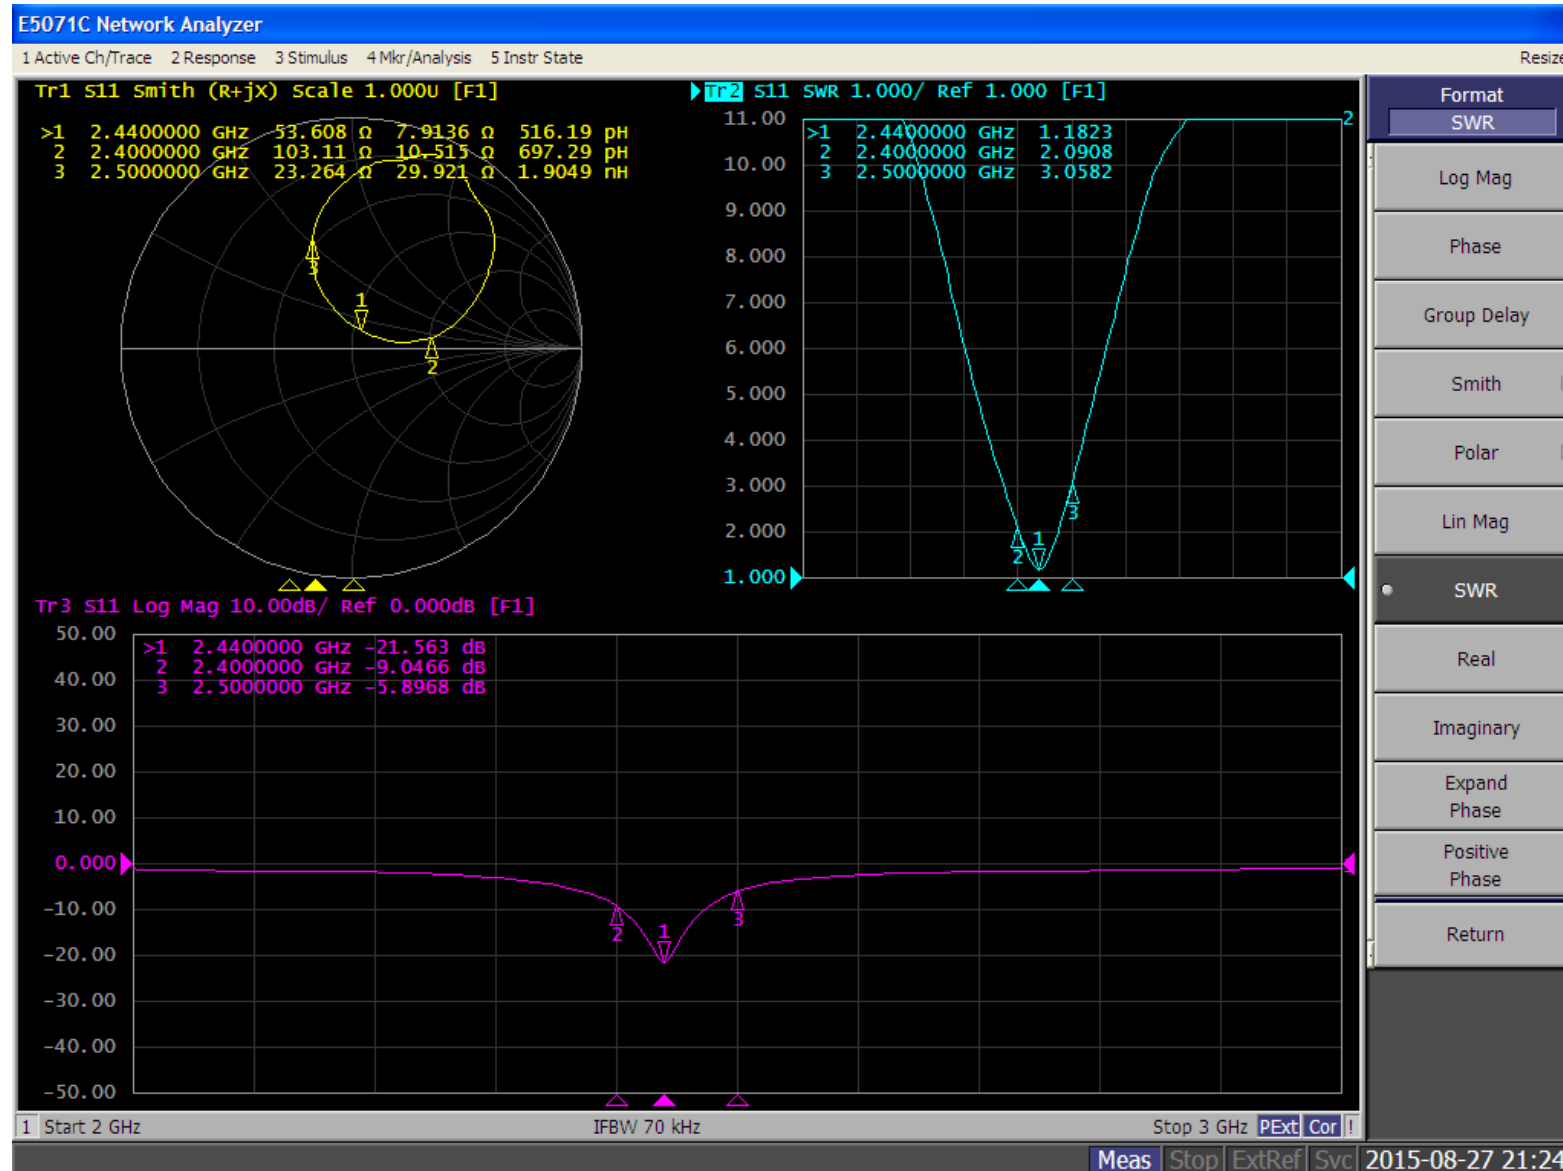 E5071C Network Analyzer
1 Active Ch/Trace 2 Response 3 Stimulus 4 Mkr/Analysis 5 Instr State Resize
Tr1 S11 Smith (R+jX) Scale 1.000U [F1]
>1 2.4400000 GHz 53.608 Ω 7.9136 Ω 516.19 pH
2 2.4000000 GHz 103.11 Ω 10.515 Ω 697.29 pH
3 2.5000000 GHz 23.264 Ω 29.921 Ω 1.9049 nH
1
2
3
Tr2 S11 SWR 1.000/ Ref 1.000 [F1]
>1 2.4400000 GHz 1.1823
2 2.4000000 GHz 2.0908
3 2.5000000 GHz 3.0582
11.00
10.00
9.000
8.000
7.000
6.000
5.000
4.000
3.000
2.000
1.000
2
1
2
3
Tr3 S11 Log Mag 10.00dB/ Ref 0.000dB [F1]
>1 2.4400000 GHz -21.563 dB
2 2.4000000 GHz -9.0466 dB
3 2.5000000 GHz -5.8968 dB
50.00
40.00
30.00
20.00
10.00
0.000
-10.00
-20.00
-30.00
-40.00
-50.00
1
2
3
1 Start 2 GHz IFBW 70 kHz Stop 3 GHz PExt Cor !
Meas Stop ExtRef Svc 2015-08-27 21:24
Format
SWR
Log Mag
Phase
Group Delay
Smith
Polar
Lin Mag
SWR
Real
Imaginary
Expand
Phase
Positive
Phase
Return